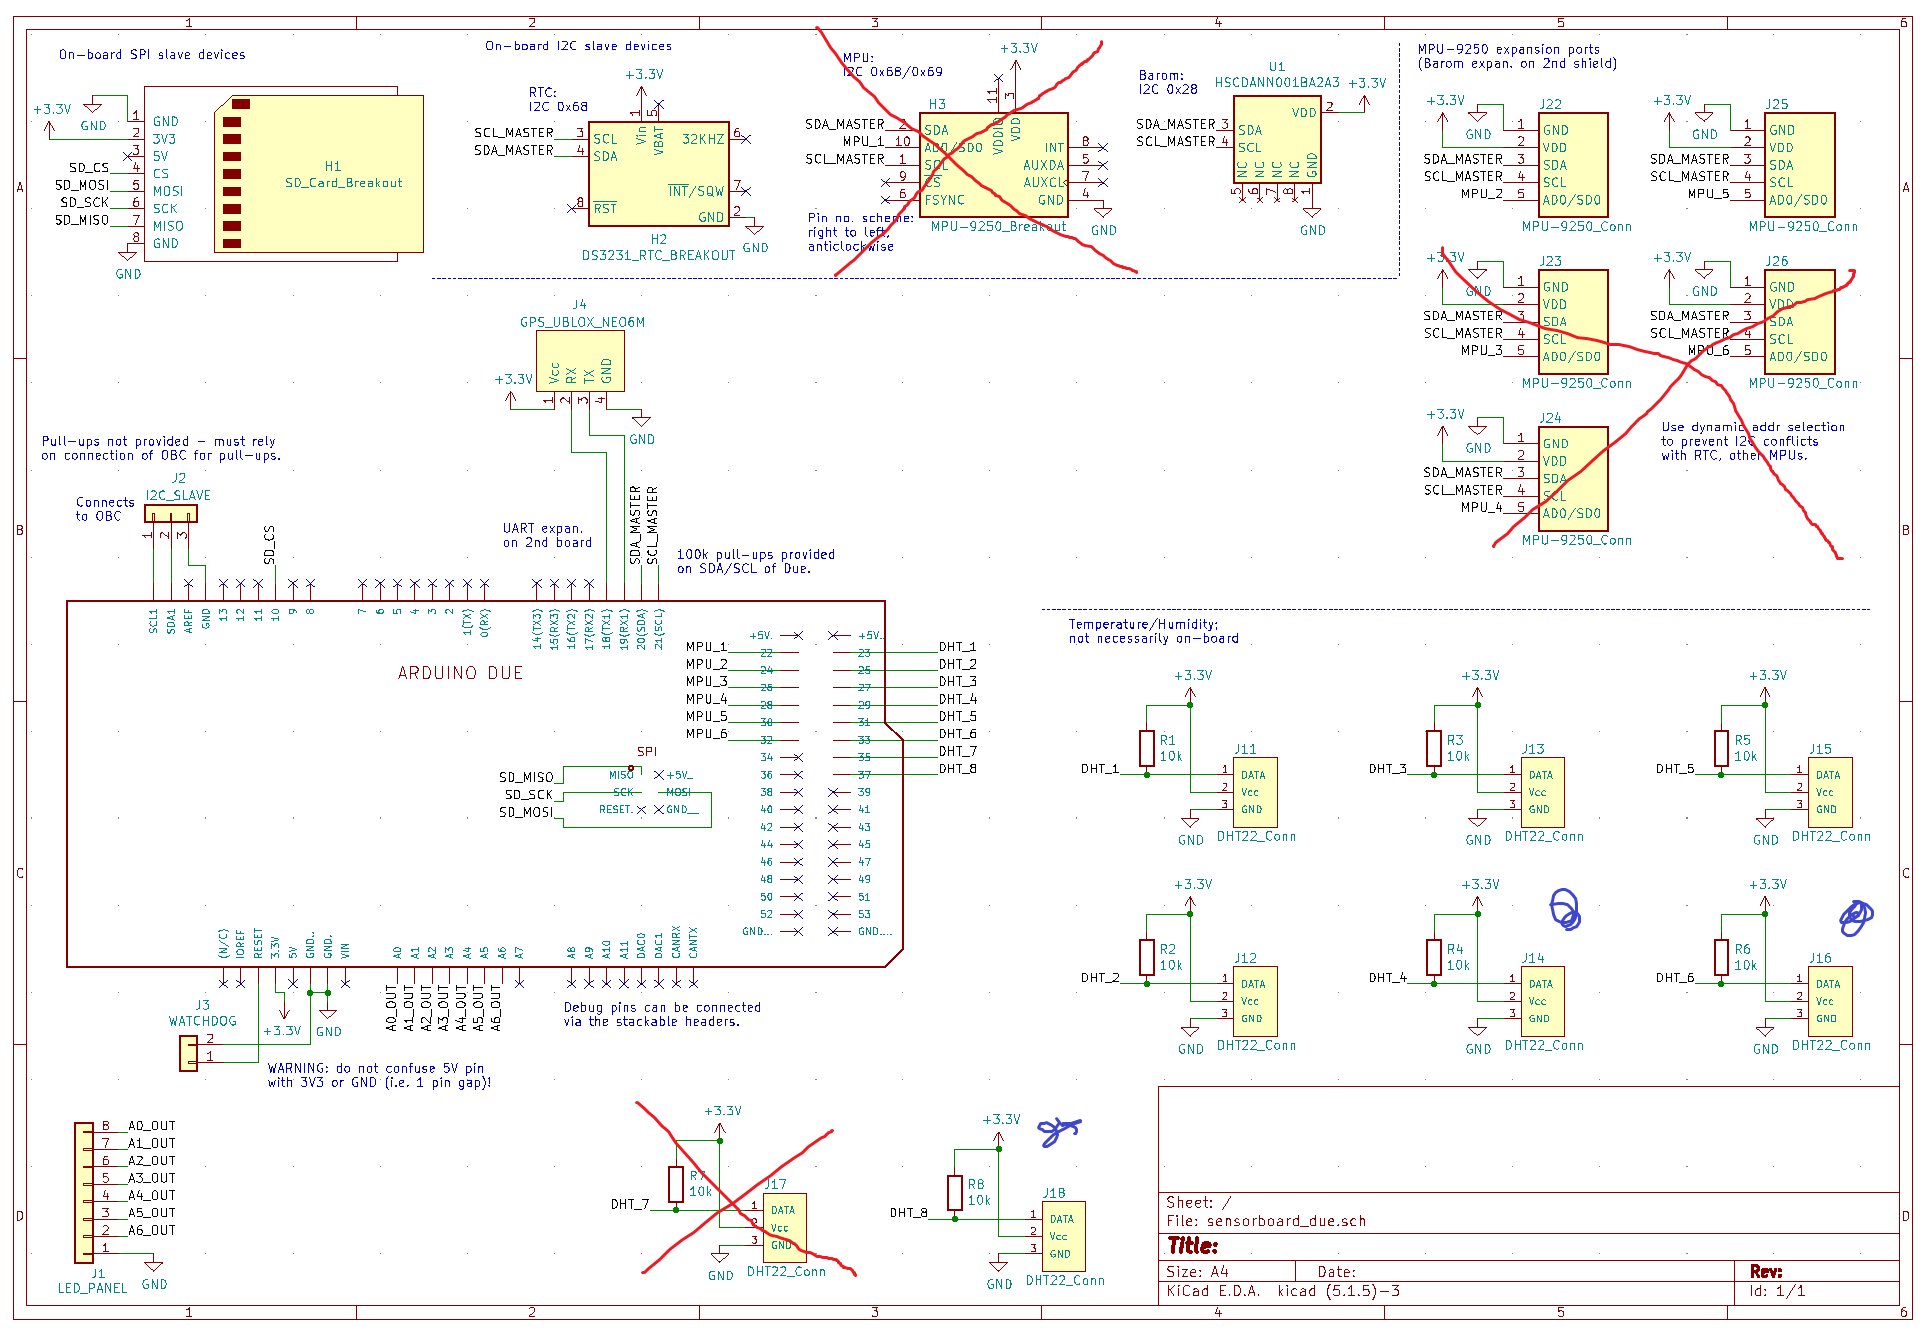 On-board SPI slave devices
+3.3V
GND
1 GND
2 3V3
3 5V
SD_CS 4 CS
SD_MOSI 5 MOSI
SD_SCK 6 SCK
SD_MISO 7 MISO
8 GND
GND
H1
SD_Card_Breakout
On-board I2C slave devices
RTC:
I2C 0x68
+3.3V
1 Vin
5 VBAT
SCL_MASTER 3 SCL
SDA_MASTER 4 SDA
32KHZ 6
INT/SQW 7
8 RST
GND 2
GND
H2
DS3231_RTC_BREAKOUT
MPU:
I2C 0x68/0x69
+3.3V
H3
11 VDDIO
3 VDD
SDA_MASTER 2 SDA
MPU_1 10 AD0/SDO
SCL_MASTER 1 SCL
9 CS
6 FSYNC
INT 8
AUXDA 5
AUXCL 7
GND 4
GND
MPU-9250_Breakout
Pin no. scheme:
right to left,
anticlockwise
Barom:
I2C 0x28
U1
HSCDANN001BA2A3
+3.3V
VDD 2
SDA_MASTER 3 SDA
SCL_MASTER 4 SCL
NC NC NC NC GND
5 6 7 8 1
GND
MPU-9250 expansion ports
(Barom expan. on 2nd shield)
+3.3V
GND
J22
1 GND
2 VDD
SDA_MASTER 3 SDA
SCL_MASTER 4 SCL
MPU_2 5 AD0/SD0
MPU-9250_Conn
+3.3V
GND
J25
1 GND
2 VDD
SDA_MASTER 3 SDA
SCL_MASTER 4 SCL
MPU_5 5 AD0/SD0
MPU-9250_Conn
+3.3V
GND
J23
1 GND
2 VDD
SDA_MASTER 3 SDA
SCL_MASTER 4 SCL
MPU_3 5 AD0/SD0
MPU-9250_Conn
+3.3V
GND
J26
1 GND
2 VDD
SDA_MASTER 3 SDA
SCL_MASTER 4 SCL
MPU_6 5 AD0/SD0
MPU-9250_Conn
+3.3V
GND
J24
1 GND
2 VDD
SDA_MASTER 3 SDA
SCL_MASTER 4 SCL
MPU_4 5 AD0/SD0
MPU-9250_Conn
Use dynamic addr selection
to prevent I2C conflicts
with RTC, other MPUs.
J4
GPS_UBLOX_NEO6M
Vcc RX TX GND
1 2 3 4
+3.3V
GND
Pull-ups not provided - must rely
on connection of OBC for pull-ups.
J2
I2C_SLAVE
Connects
to OBC
1 2 3
SD_CS
UART expan.
on 2nd board
SDA_MASTER
SCL_MASTER
100k pull-ups provided
on SDA/SCL of Due.
SCL1 SDA1 AREF GND 13 12 11 10 9 8 7 6 5 4 3 2 1(TX) 0(RX) 14(TX3) 15(RX3) 16(TX2) 17(RX2) 18(TX1) 19(RX1) 20(SDA) 21(SCL)
ARDUINO DUE
+5V. +5V..
MPU_1 22 23 DHT_1
MPU_2 24 25 DHT_2
MPU_3 26 27 DHT_3
MPU_4 28 29 DHT_4
MPU_5 30 31 DHT_5
MPU_6 32 33 DHT_6
34 35 DHT_7
36 37 DHT_8
38 39
40 41
42 43
44 45
46 47
48 49
50 51
52 53
GND... GND....
SPI
SD_MISO MISO +5V_
SD_SCK SCK MOSI
SD_MOSI RESET. GND__
(N/C) IOREF RESET 3.3V 5V GND.. GND. VIN A0 A1 A2 A3 A4 A5 A6 A7 A8 A9 A10 A11 DAC0 DAC1 CANRX CANTX
A0_OUT A1_OUT A2_OUT A3_OUT A4_OUT A5_OUT A6_OUT
Debug pins can be connected
via the stackable headers.
J3
WATCHDOG
2
1
+3.3V
GND
WARNING: do not confuse 5V pin
with 3V3 or GND (i.e. 1 pin gap)!
8 A0_OUT
7 A1_OUT
6 A2_OUT
5 A3_OUT
4 A4_OUT
3 A5_OUT
2 A6_OUT
1
GND
J1
LED_PANEL
Temperature/Humidity;
not necessarily on-board
+3.3V
R1
10k
J11
DHT_1 1 DATA
2 Vcc
3 GND
GND
DHT22_Conn
+3.3V
R3
10k
J13
DHT_3 1 DATA
2 Vcc
3 GND
GND
DHT22_Conn
+3.3V
R5
10k
J15
DHT_5 1 DATA
2 Vcc
3 GND
GND
DHT22_Conn
+3.3V
R2
10k
J12
DHT_2 1 DATA
2 Vcc
3 GND
GND
DHT22_Conn
+3.3V
R4
10k
J14
DHT_4 1 DATA
2 Vcc
3 GND
GND
DHT22_Conn
+3.3V
R6
10k
J16
DHT_6 1 DATA
2 Vcc
3 GND
GND
DHT22_Conn
+3.3V
R7
10k
J17
DHT_7 1 DATA
2 Vcc
3 GND
GND
DHT22_Conn
+3.3V
R8
10k
J18
DHT_8 1 DATA
2 Vcc
3 GND
GND
DHT22_Conn
Sheet: /
File: sensorboard_due.sch
Title:
Size: A4 Date: Rev:
KiCad E.D.A. kicad (5.1.5)-3 Id: 1/1
1 2 3 4 5 6
A B C D
1 2 3 4 5 6
A B C D